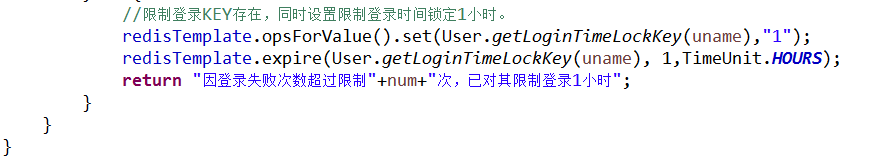 //限制登录KEY存在，同时设置限制登录时间锁定1小时。
redisTemplate.opsForValue().set(User.getLoginTimeLockKey(uname),"1");
redisTemplate.expire(User.getLoginTimeLockKey(uname), 1,TimeUnit.HOURS);
return "因登录失败次数超过限制"+num+"次，已对其限制登录1小时";
}
}
}